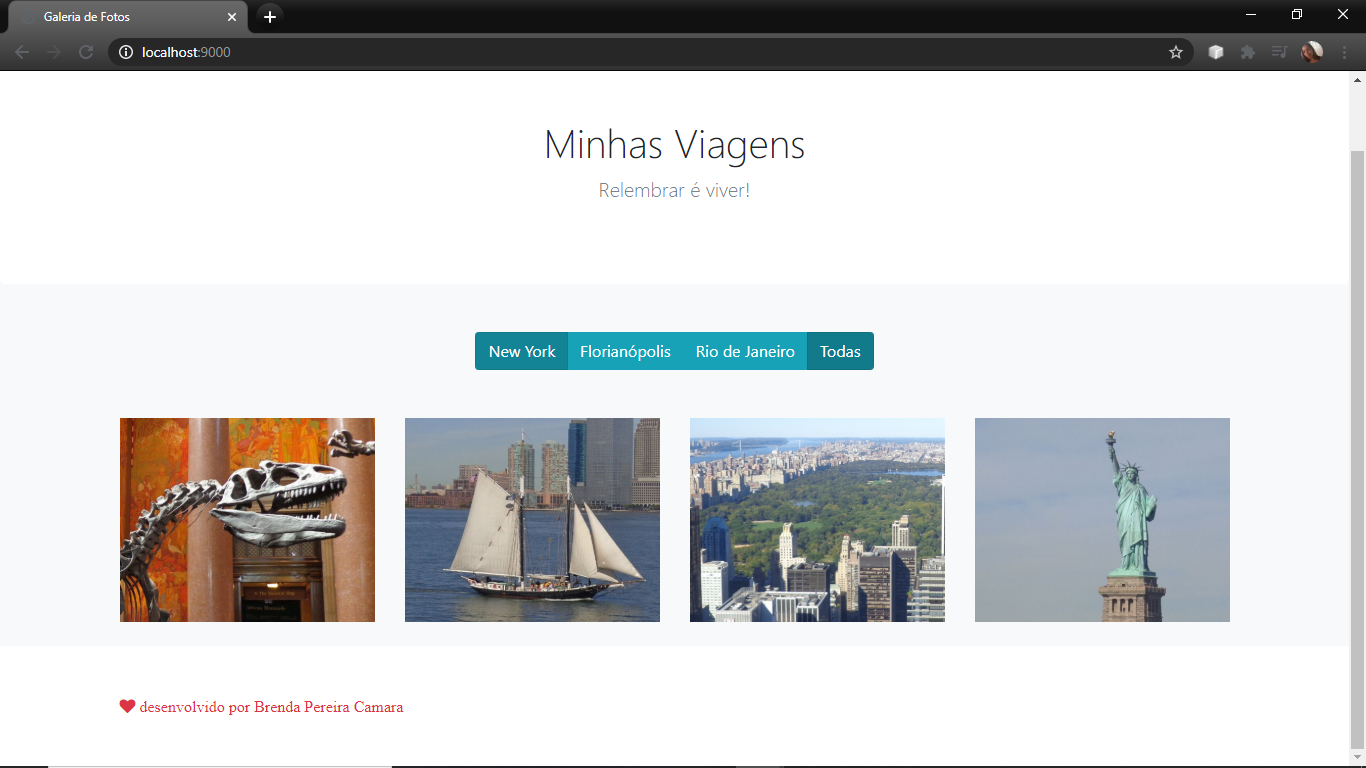 Galeria de Fotos
localhost:9000
Minhas Viagens
Relembrar é viver!
New York Florianópolis Rio de Janeiro Todas
desenvolvido por Brenda Pereira Camara